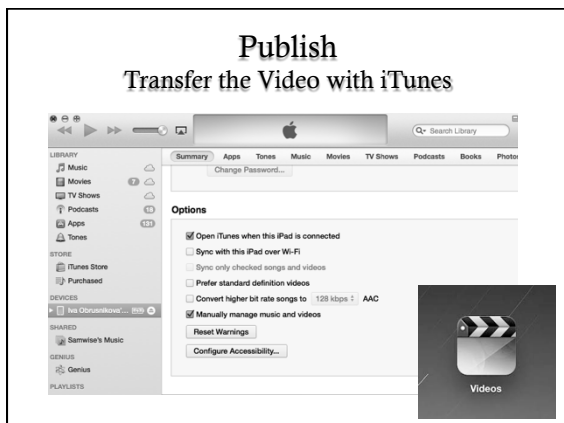 Publish
Transfer the Video with iTunes
Search Library
LIBRARY
Music
Movies
TV Shows
Podcasts
Apps
Tones
STORE
iTunes Store
Purchased
DEVICES
Iva Obrusnikova'...
SHARED
Samwise's Music
GENIUS
Genius
PLAYLISTS
Summary Apps Tones Music Movies TV Shows Podcasts Books Photos
Change Password...
Options
Open iTunes when this iPad is connected
Sync with this iPad over Wi-Fi
Sync only checked songs and videos
Prefer standard definition videos
Convert higher bit rate songs to 128 kbps AAC
Manually manage music and videos
Reset Warnings
Configure Accessibility...
Videos